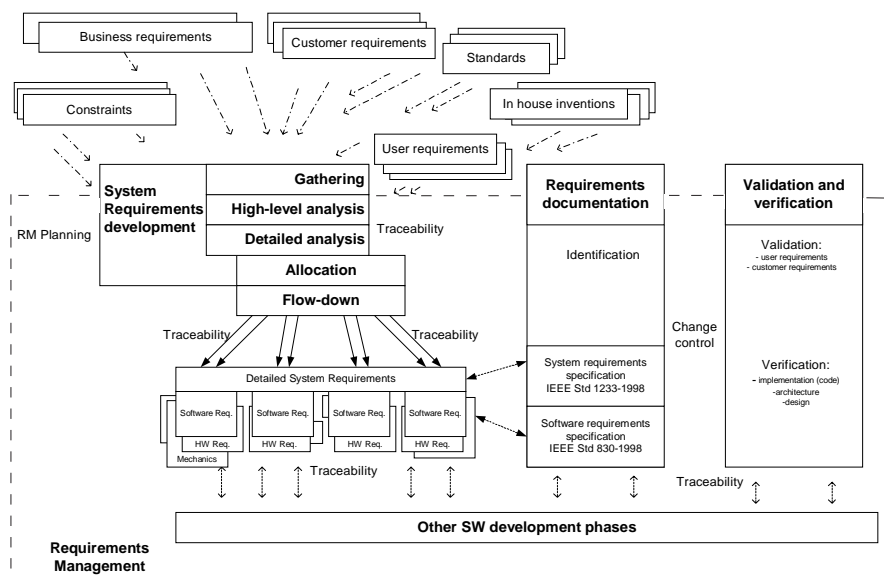 Business requirements
Customer requirements
Standards
Constraints
In house inventions
User requirements
System
Requirements
development
Gathering
High-level analysis
Detailed analysis
Allocation
Flow-down
RM Planning
Traceability
Requirements
documentation
Identification
Validation and
verification
Validation:
- user requirements
- customer requirements
Change
control
Traceability
Traceability
Detailed System Requirements
System requirements
specification
IEEE Std 1233-1998
Verification:
- implementation (code)
-architecture
-design
Software Req.
Software Req.
Software Req.
Software Req.
HW Req.
HW Req.
HW Req.
HW Req.
Mechanics
Software requirements
specification
IEEE Std 830-1998
Traceability
Traceability
Other SW development phases
Requirements
Management